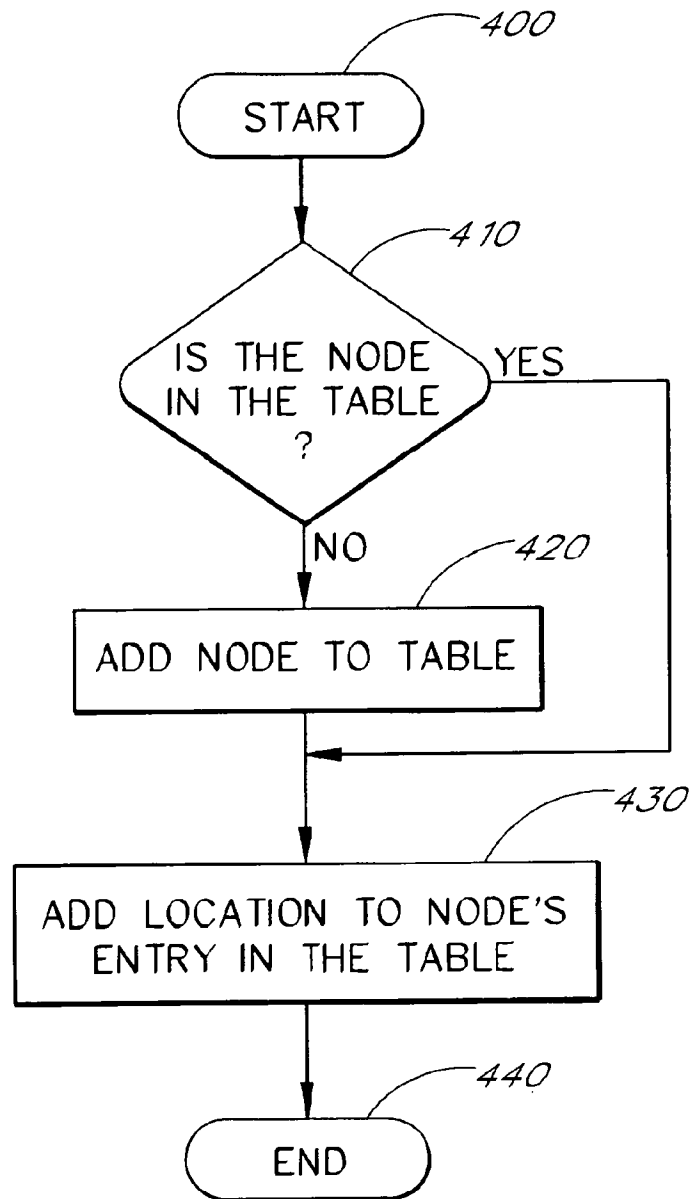 400
START
410
IS THE NODE
IN THE TABLE
?
YES
NO
420
ADD NODE TO TABLE
430
ADD LOCATION TO NODE'S
ENTRY IN THE TABLE
440
END